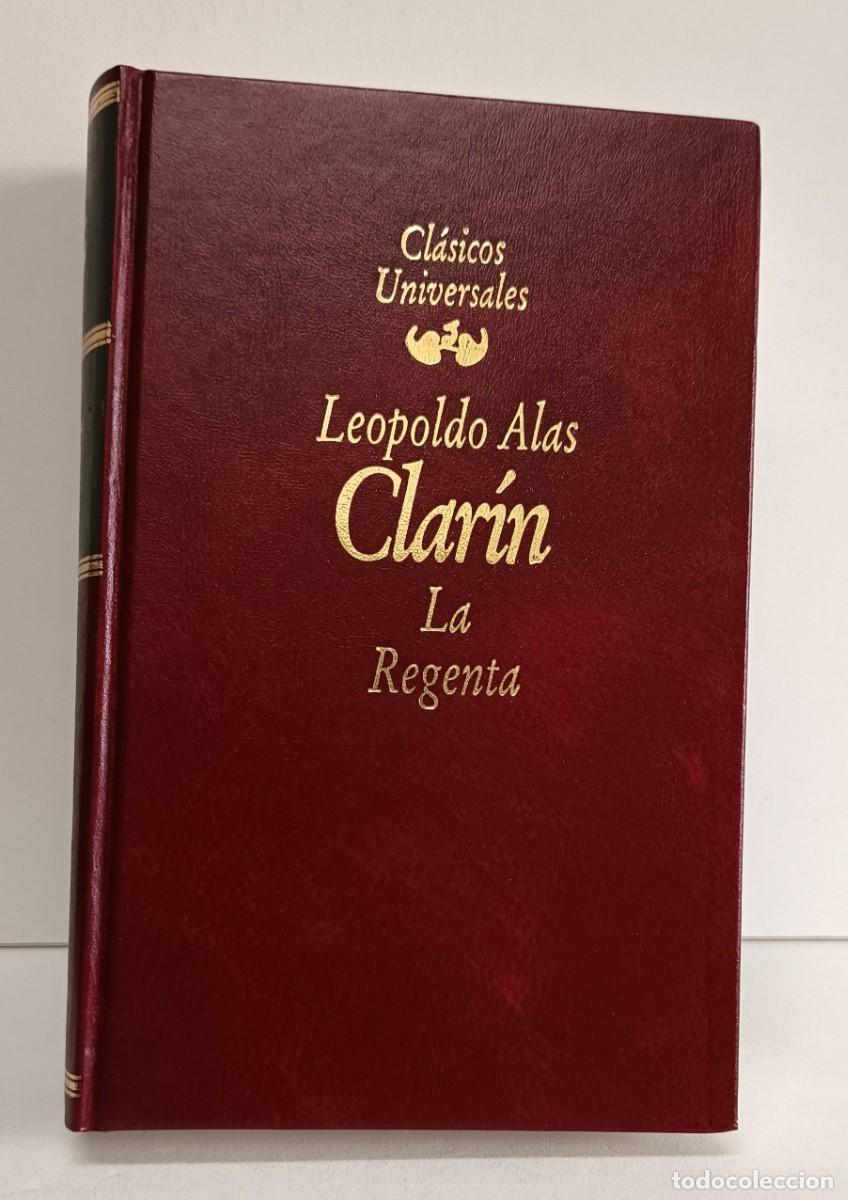 Clásicos
Universales
Leopoldo Alas
Clarín
La
Regenta
todocoleccion